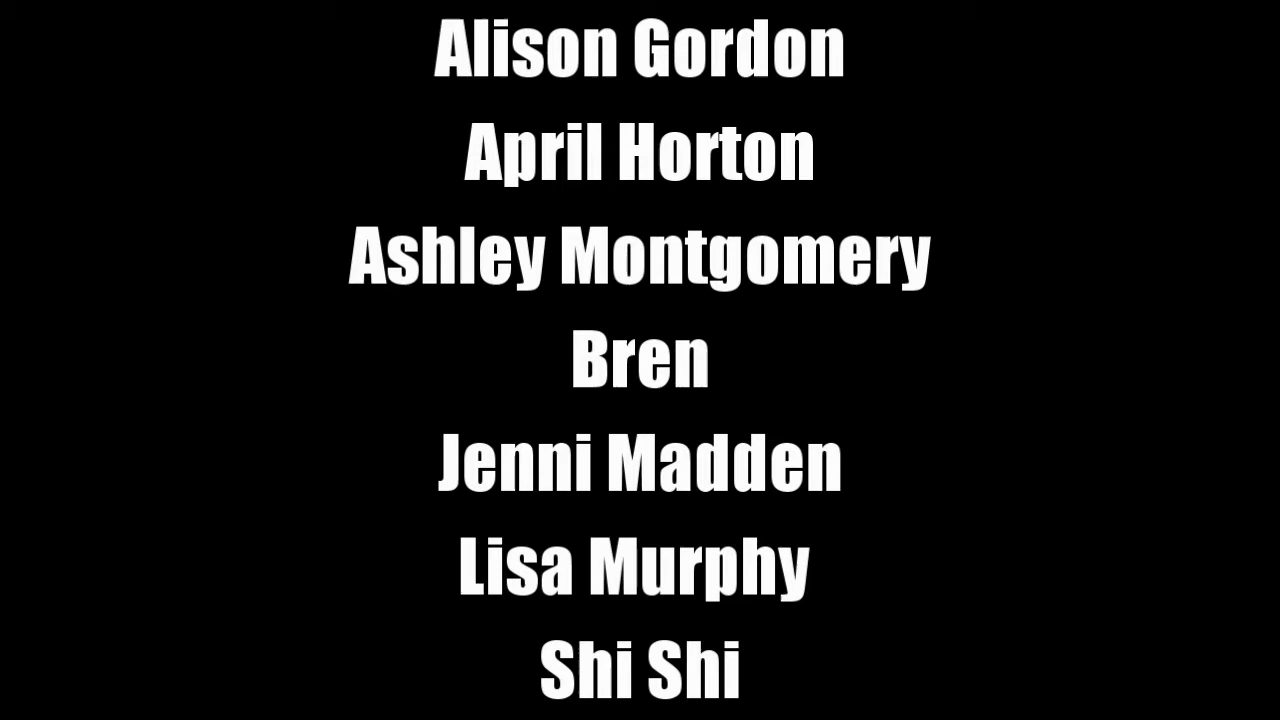 Alison Gordon
April Horton
Ashley Montgomery
Bren
Jenni Madden
Lisa Murphy
Shi Shi